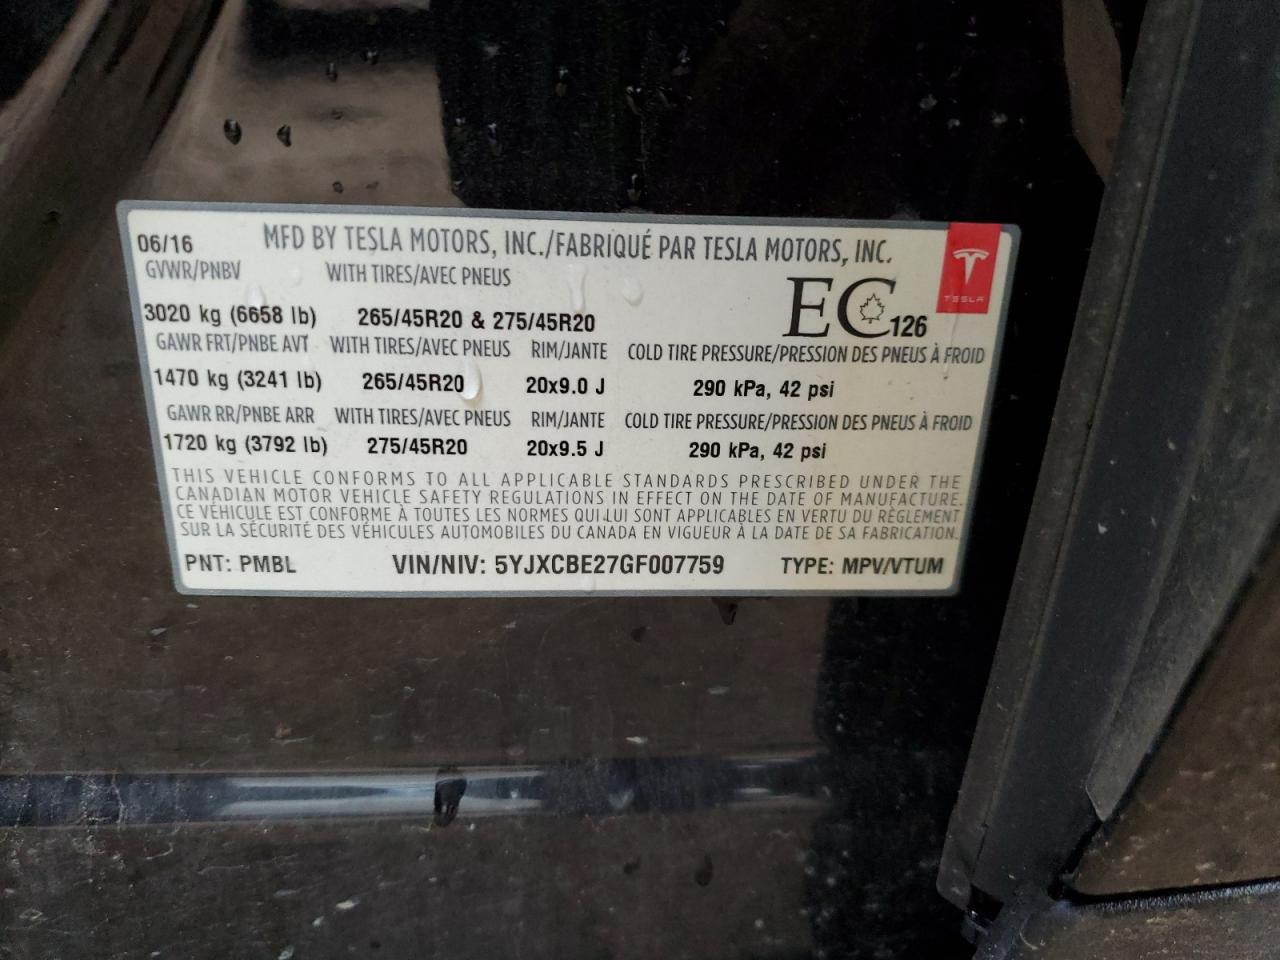 06/16 MFD BY TESLA MOTORS, INC./FABRIQUÉ PAR TESLA MOTORS, INC.
GVWR/PNBV WITH TIRES/AVEC PNEUS
TESLA
3020 kg (6658 lb) 265/45R20 & 275/45R20 EC 126
GAWR FRT/PNBE AVT WITH TIRES/AVEC PNEUS RIM/JANTE COLD TIRE PRESSURE/PRESSION DES PNEUS À FROID
1470 kg (3241 lb) 265/45R20 20x9.0 J 290 kPa, 42 psi
GAWR RR/PNBE ARR WITH TIRES/AVEC PNEUS RIM/JANTE COLD TIRE PRESSURE/PRESSION DES PNEUS À FROID
1720 kg (3792 lb) 275/45R20 20x9.5 J 290 kPa, 42 psi
THIS VEHICLE CONFORMS TO ALL APPLICABLE STANDARDS PRESCRIBED UNDER THE
CANADIAN MOTOR VEHICLE SAFETY REGULATIONS IN EFFECT ON THE DATE OF MANUFACTURE.
CE VÉHICULE EST CONFORME À TOUTES LES NORMES QUI LUI SONT APPLICABLES EN VERTU DU RÈGLEMENT
SUR LA SÉCURITÉ DES VÉHICULES AUTOMOBILES DU CANADA EN VIGUEUR À LA DATE DE SA FABRICATION.
PNT: PMBL VIN/NIV: 5YJXCBE27GF007759 TYPE: MPV/VTUM